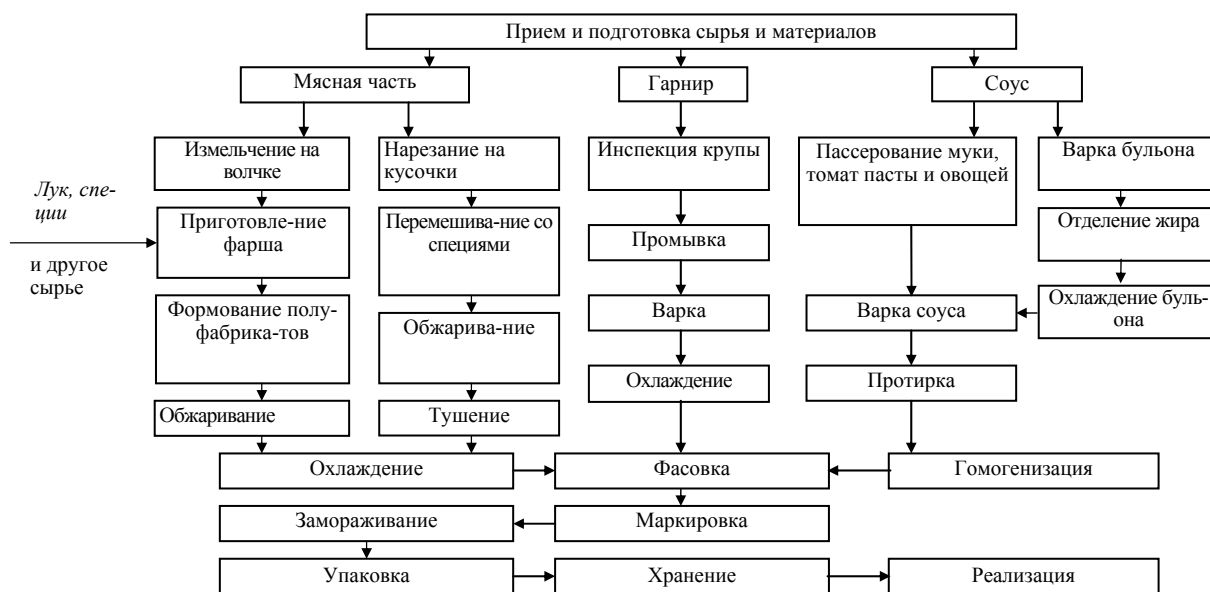 Прием и подготовка сырья и материалов
Мясная часть
Гарнир
Соус
Измельчение на
волчке
Нарезание на
кусочки
Инспекция крупы
Пассерование муки,
томат пасты и овощей
Варка бульона
Лук, спе-
ции
и другое
сырье
Приготовле-ние
фарша
Перемешива-ние со
специями
Промывка
Отделение жира
Формование полу-
фабрика-тов
Обжарива-ние
Варка
Варка соуса
Охлаждение буль-
она
Охлаждение
Протирка
Обжаривание
Тушение
Охлаждение
Фасовка
Гомогенизация
Замораживание
Маркировка
Упаковка
Хранение
Реализация